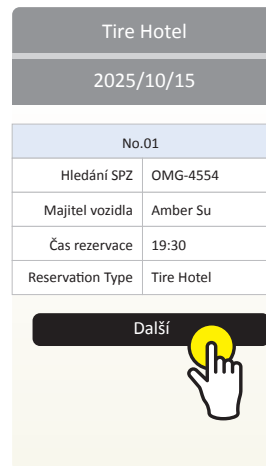 Tire Hotel
2025/10/15
No.01
Hledání SPZ OMG-4554
Majitel vozidla Amber Su
Čas rezervace 19:30
Reservation Type Tire Hotel
Další